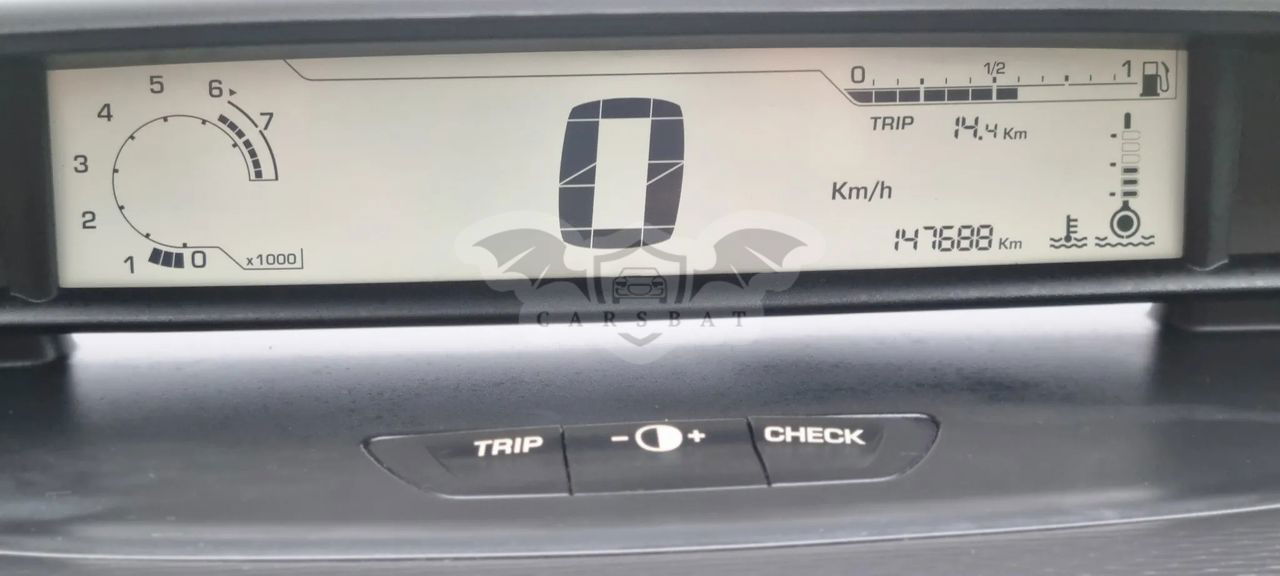 0 1/2 1
TRIP 14.4 Km
5 6 7
4
3
2
1 0 x1000
0
Km/h
147688 Km
CARSBAT
TRIP - + CHECK